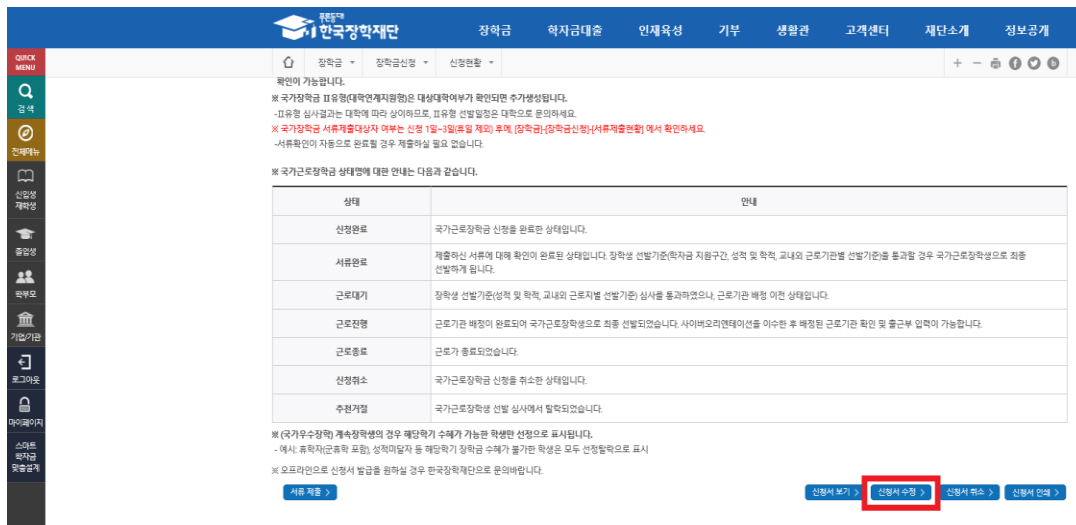 푸른등대
한국장학재단
장학금 학자금대출 인재육성 기부 생활관 고객센터 재단소개 정보공개
QUICK
MENU
장학금 장학금신청 신청현황
검색
전체메뉴
신입생
재학생
졸업생
학부모
기업/기관
로그아웃
마이페이지
스마트
학자금
맞춤설계
확인이 가능합니다.
※ 국가장학금 II유형(대학연계지원형)은 대상대학여부가 확인되면 추가생성됩니다.
-II유형 심사결과는 대학에 따라 상이하므로, II유형 선발일정은 대학으로 문의하세요.
※ 국가장학금 서류제출대상자 여부는 신청 1일~3일(휴일 제외) 후에, [장학금]-[장학금신청]-[서류제출현황] 에서 확인하세요.
-서류확인이 자동으로 완료될 경우 제출하실 필요 없습니다.
※ 국가근로장학금 상태명에 대한 안내는 다음과 같습니다.
상태 안내
신청완료 국가근로장학금 신청을 완료한 상태입니다.
서류완료 제출하신 서류에 대해 확인이 완료된 상태입니다. 장학생 선발기준(학자금 지원구간, 성적 및 학적, 교내외 근로기관별 선발기준)을 통과할 경우 국가근로장학생으로 최종
선발하게 됩니다.
근로대기 장학생 선발기준(성적 및 학적, 교내외 근로지별 선발기준) 심사를 통과하였으나, 근로기관 배정 이전 상태입니다.
근로진행 근로기관 배정이 완료되어 국가근로장학생으로 최종 선발되었습니다. 사이버오리엔테이션을 이수한 후 배정된 근로기관 확인 및 출근부 입력이 가능합니다.
근로종료 근로가 종료되었습니다.
신청취소 국가근로장학금 신청을 취소한 상태입니다.
추천거절 국가근로장학생 선발 심사에서 탈락되었습니다.
※ (국가우수장학) 계속장학생의 경우 해당학기 수혜가 가능한 학생만 선정으로 표시됩니다.
- 예시: 휴학자(군휴학 포함), 성적미달자 등 해당학기 장학금 수혜가 불가한 학생은 모두 선정탈락으로 표시
※ 오프라인으로 신청서 발급을 원하실 경우 한국장학재단으로 문의바랍니다.
서류 제출 > 신청서 보기 > 신청서 수정 > 신청서 취소 > 신청서 인쇄 >